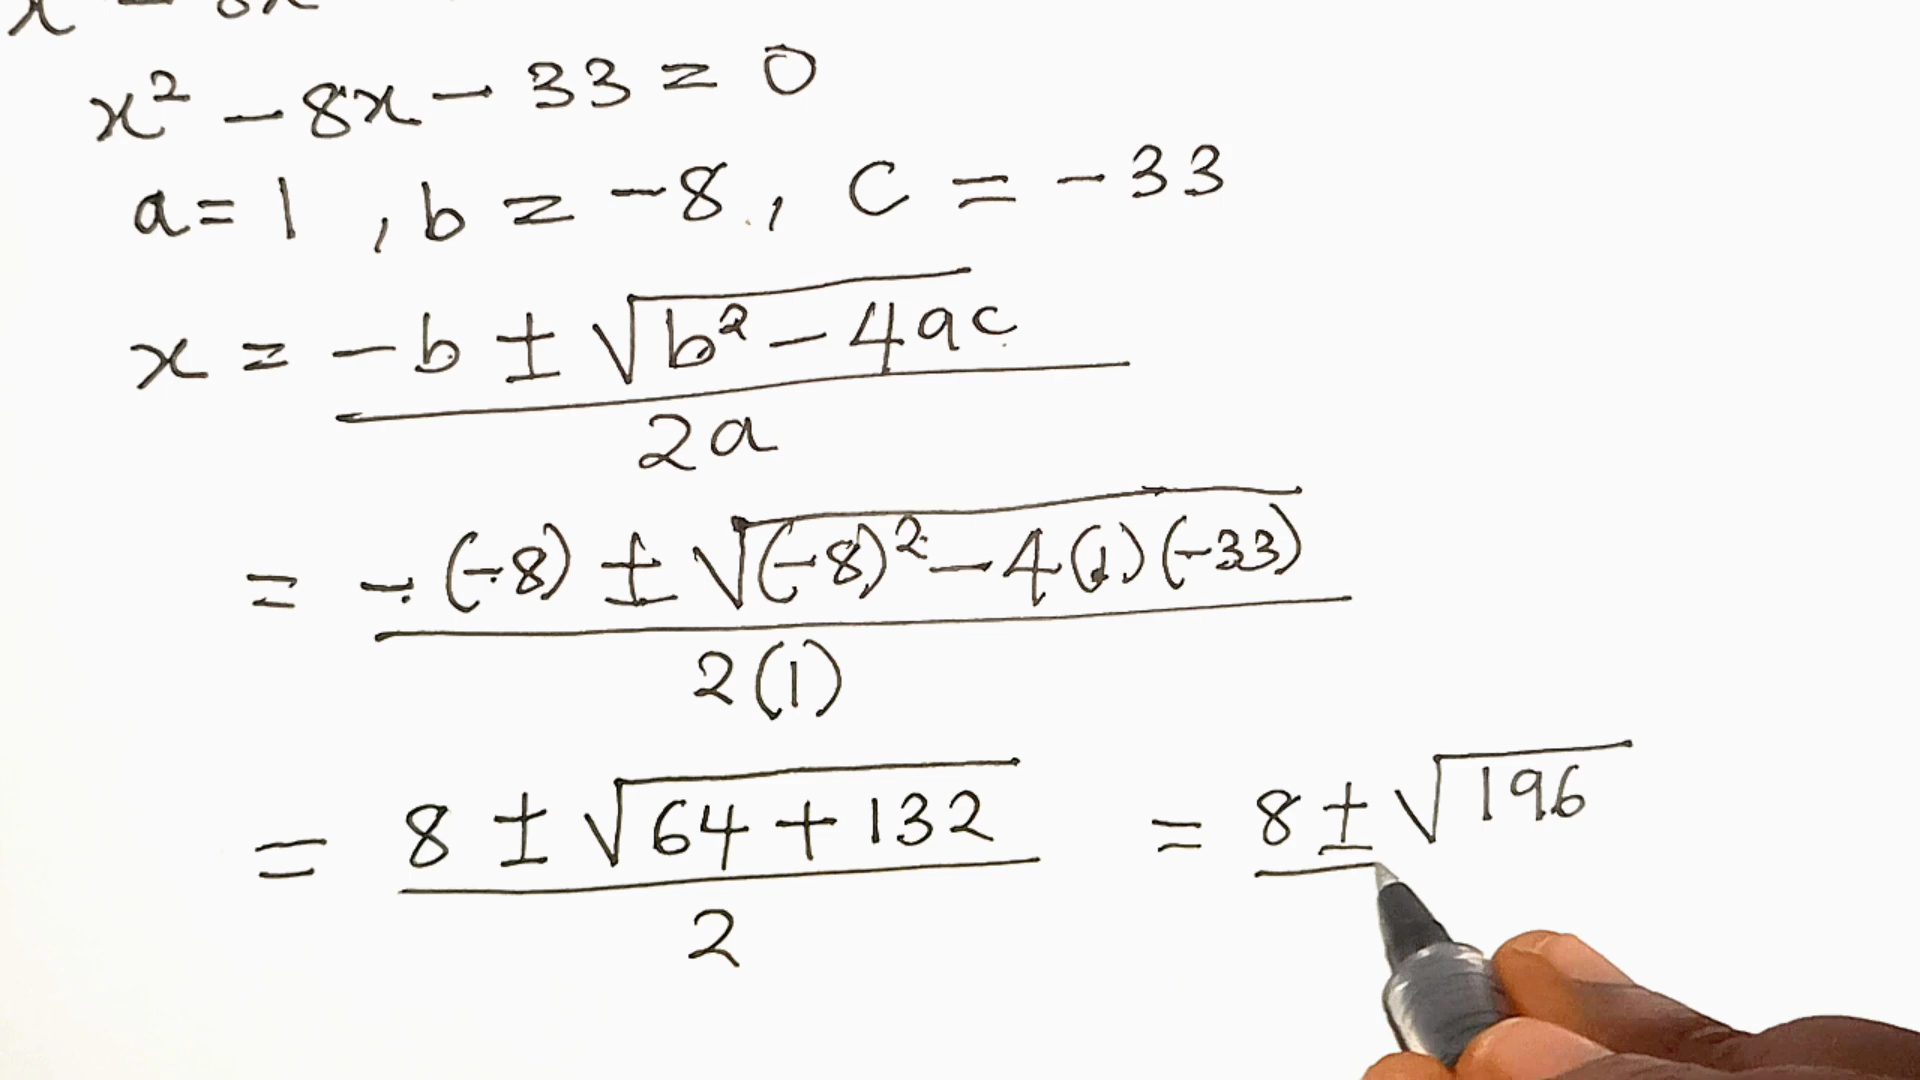 x² - 8x - 33 = 0
a = 1 , b = -8 , c = -33
x = -b ± √(b² - 4ac)
2a
= -(-8) ± √((-8)² - 4(1)(-33))
2(1)
= 8 ± √(64 + 132) = 8 ± √196
2